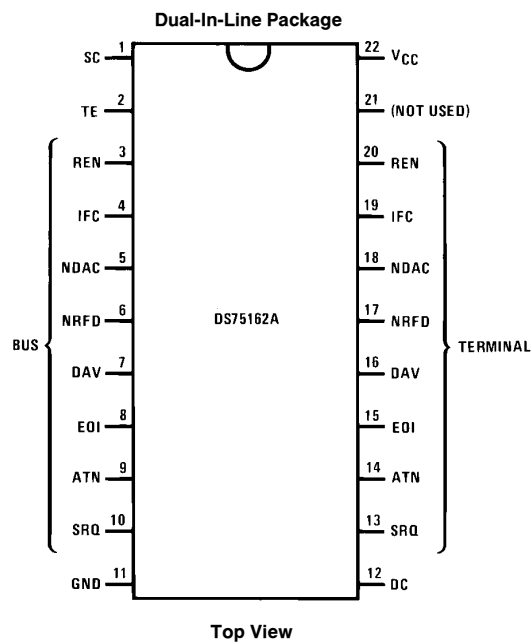 Dual-In-Line Package
SC 1 22 VCC
TE 2 21 (NOT USED)
REN 3 20 REN
IFC 4 19 IFC
NDAC 5 18 NDAC
NRFD 6 DS75162A 17 NRFD
BUS TERMINAL
DAV 7 16 DAV
EOI 8 15 EOI
ATN 9 14 ATN
SRQ 10 13 SRQ
GND 11 12 DC
Top View